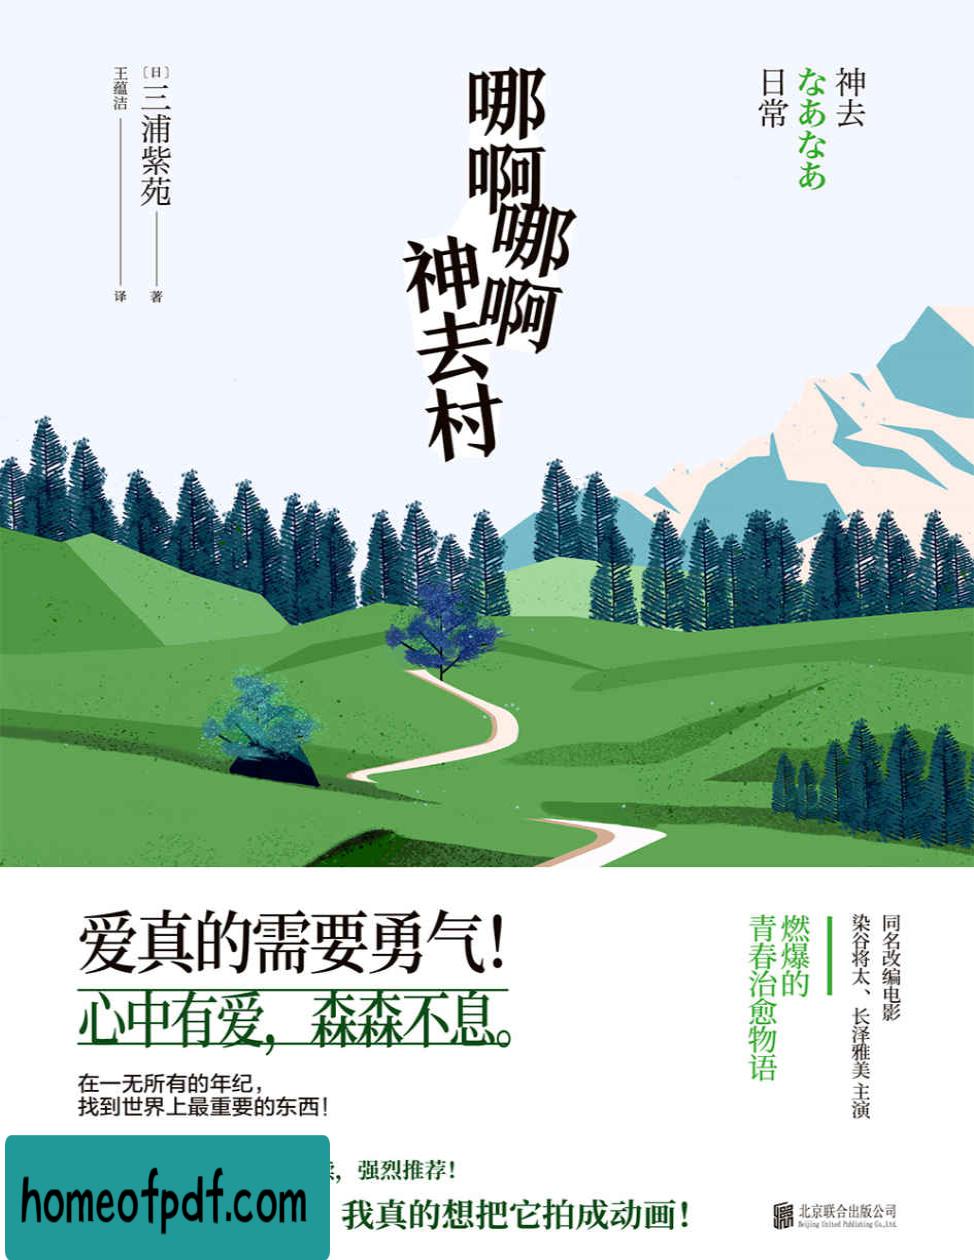 神去
なあなあ
日常
哪啊哪啊
神去村
〔日〕三浦紫苑 著
王蕴洁 译
爱真的需要勇气！
心中有爱，森森不息。
在一无所有的年纪，
找到世界上最重要的东西！
同名改编电影
染谷将太、长泽雅美 主演
燃爆的
青春治愈物语
，强烈推荐！
我真的想把它拍成动画！
homeofpdf.com
北京联合出版公司
Beijing United Publishing Co.,Ltd.